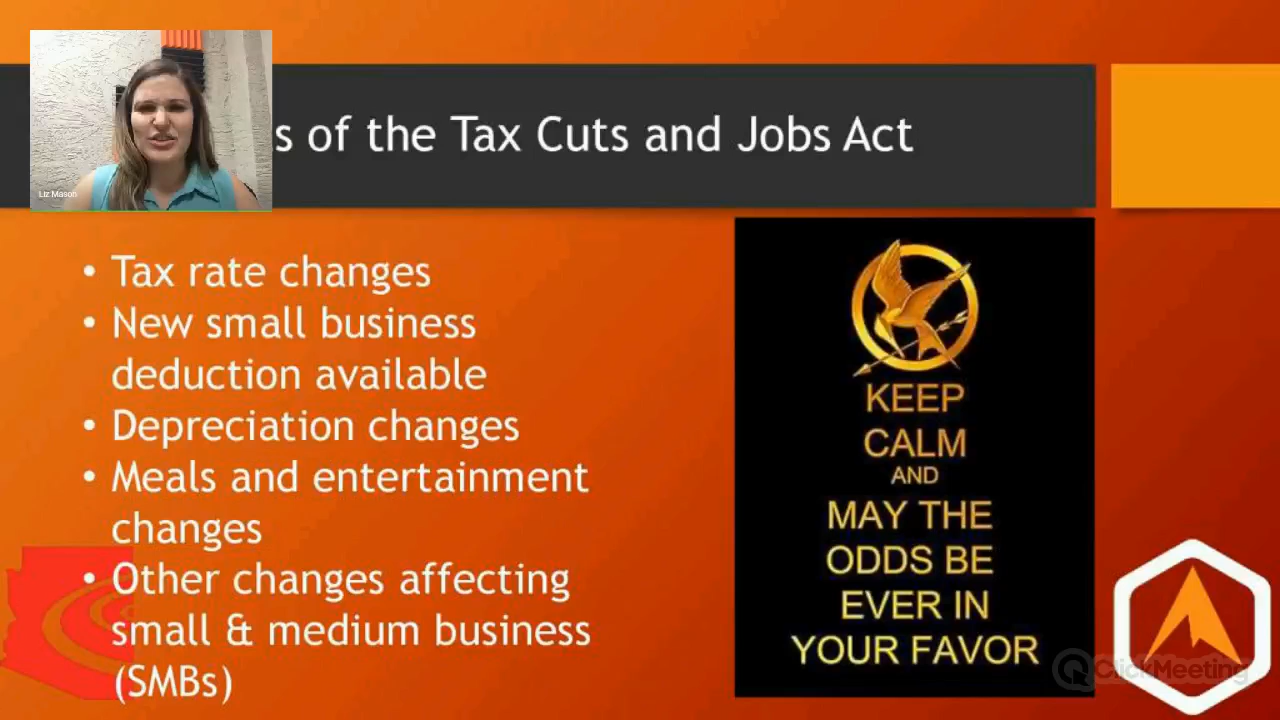 Liz Mason
s of the Tax Cuts and Jobs Act
• Tax rate changes
• New small business
deduction available
• Depreciation changes
• Meals and entertainment
changes
• Other changes affecting
small & medium business
(SMBs)
KEEP
CALM
AND
MAY THE
ODDS BE
EVER IN
YOUR FAVOR
ClickMeeting